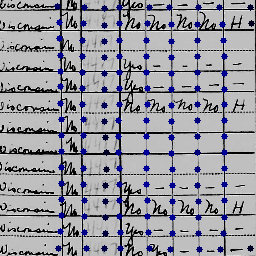 Wisconsin No Yes — — — —
Wisconsin No No No No No H
Wisconsin No
Wisconsin No Yes — — — —
Wisconsin No Yes — — — —
Wisconsin No No No No No H
Wisconsin No
Wisconsin No
Wisconsin No
Wisconsin No Yes — — — —
Wisconsin No No No No No H
Wisconsin No Yes — — — —
Wisconsin No No Yes — — —